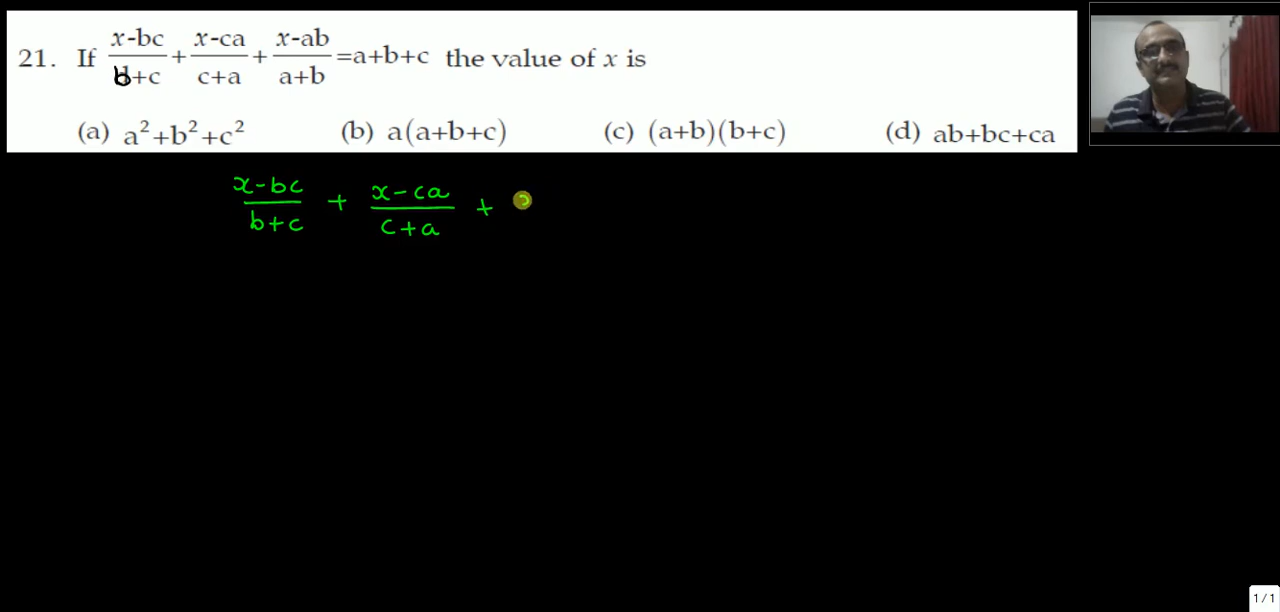 21. If x-bc/b+c + x-ca/c+a + x-ab/a+b =a+b+c the value of x is
(a) a²+b²+c² (b) a(a+b+c) (c) (a+b)(b+c) (d) ab+bc+ca
x-bc/b+c + x-ca/c+a +
1/1